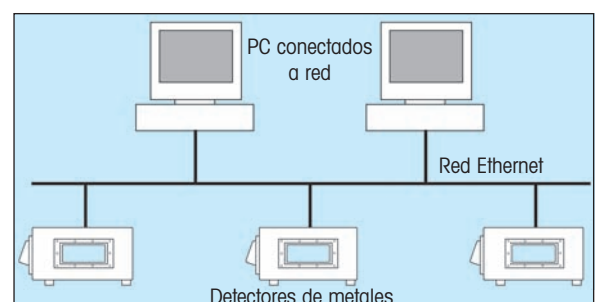 PC conectados
a red
Red Ethernet
Detectores de metales